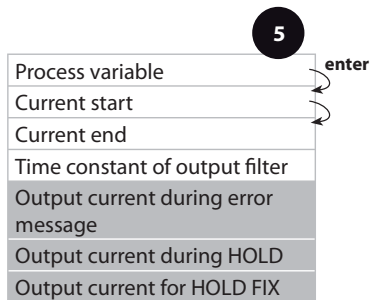 5
enter
Process variable
Current start
Current end
Time constant of output filter
Output current during error
message
Output current during HOLD
Output current for HOLD FIX